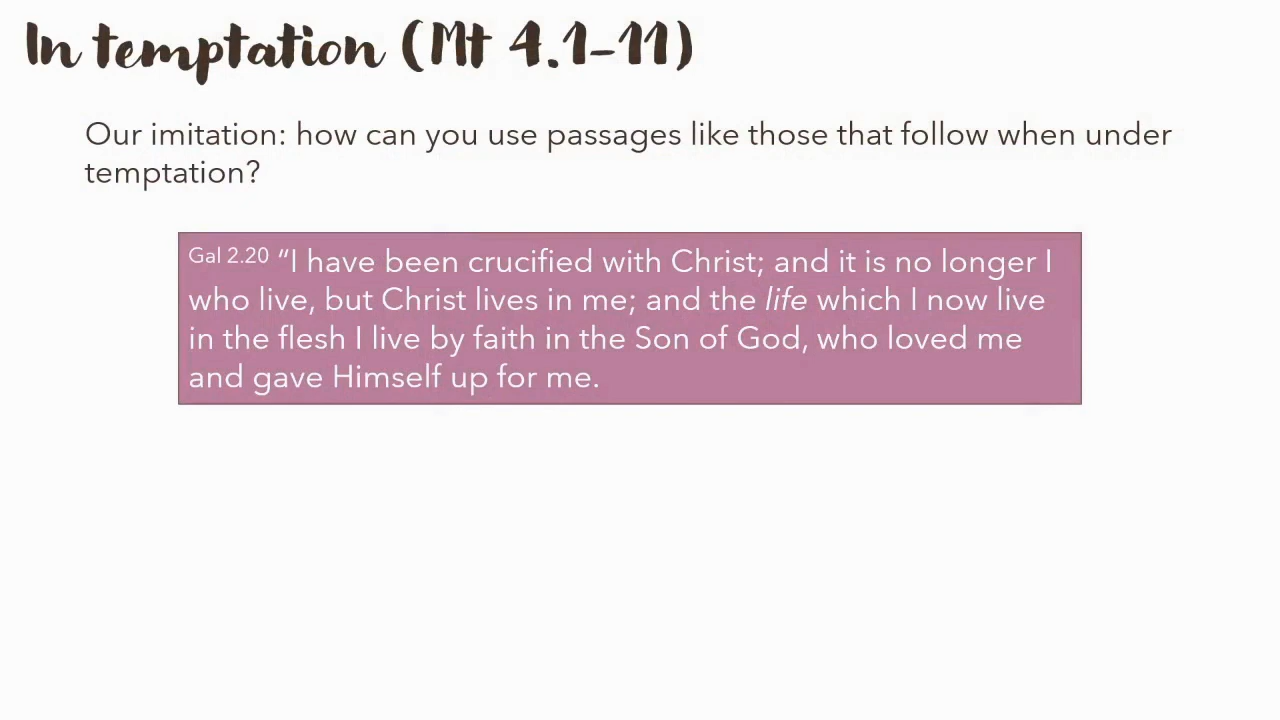 In temptation (Mt 4.1-11)
Our imitation: how can you use passages like those that follow when under
temptation?
Gal 2.20 “I have been crucified with Christ; and it is no longer I
who live, but Christ lives in me; and the life which I now live
in the flesh I live by faith in the Son of God, who loved me
and gave Himself up for me.